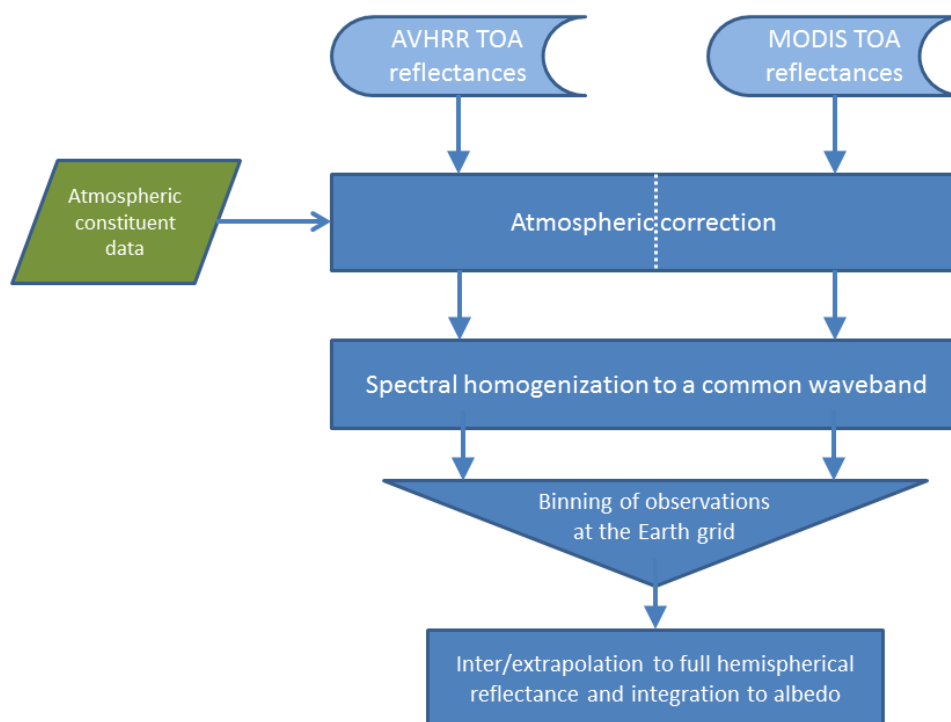 AVHRR TOA
reflectances
MODIS TOA
reflectances
Atmospheric
constituent
data
Atmospheric correction
Spectral homogenization to a common waveband
Binning of observations
at the Earth grid
Inter/extrapolation to full hemispherical
reflectance and integration to albedo